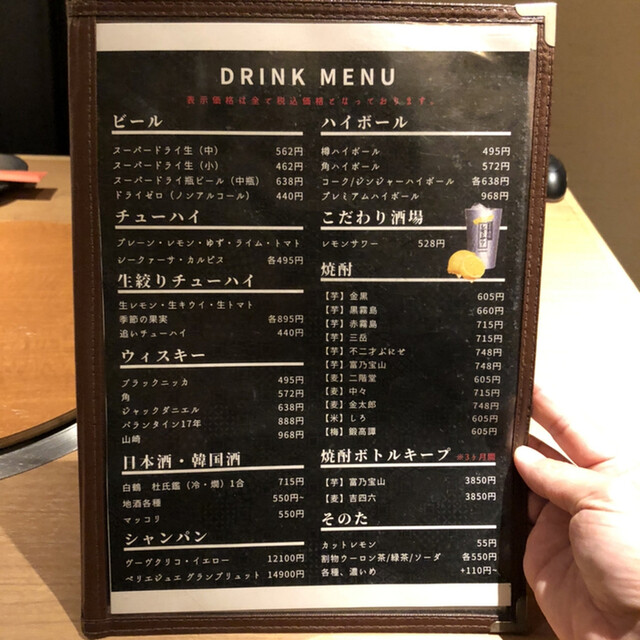 DRINK MENU
表示価格は全て税込価格となっております。
ビール
スーパードライ生（中） 562円
スーパードライ生（小） 462円
スーパードライ瓶ビール（中瓶） 638円
ドライゼロ（ノンアルコール） 440円
チューハイ
プレーン・レモン・ゆず・ライム・トマト
シークァーサ・カルピス 各495円
生絞りチューハイ
生レモン・生キウイ・生トマト
季節の果実 各895円
追いチューハイ 440円
ウィスキー
ブラックニッカ 495円
角 572円
ジャックダニエル 638円
バランタイン17年 888円
山崎 968円
日本酒・韓国酒
白鶴 杜氏鑑（冷・燗）1合 715円
地酒各種 550円~
マッコリ 550円
シャンパン
ヴーヴクリコ・イエロー 12100円
ベリエジュエ グランブリュット 14900円
ハイボール
樽ハイボール 495円
角ハイボール 572円
コーク/ジンジャーハイボール 各638円
プレミアムハイボール 968円
こだわり酒場
レモンサワー 528円
焼酎
【芋】金黒 605円
【芋】黒霧島 660円
【芋】赤霧島 715円
【芋】三岳 715円
【芋】不二才ぶにせ 748円
【芋】富乃宝山 748円
【麦】二階堂 605円
【麦】中々 715円
【麦】金太郎 748円
【米】しろ 605円
【梅】鍛高譚 605円
焼酎ボトルキープ ※3ヶ月間
【芋】富乃宝山 3850円
【麦】吉四六 3850円
そのた
カットレモン 55円
割物ウーロン茶/緑茶/ソーダ 各550円
各種、濃いめ +110円~